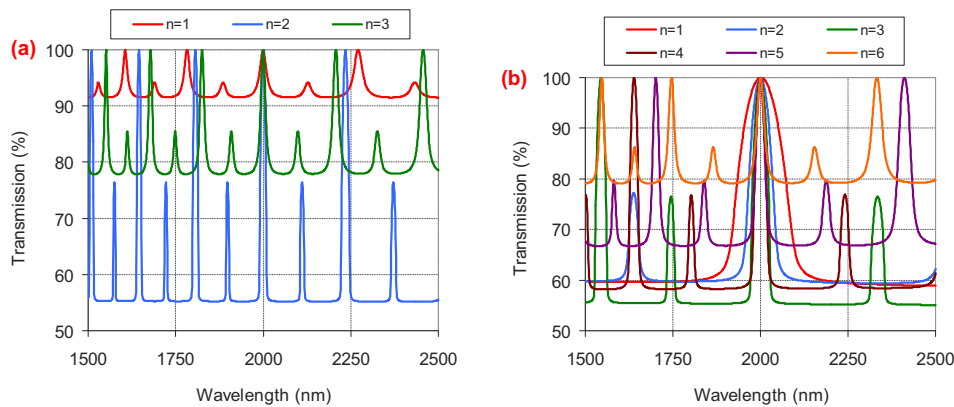 (a)
n=1 n=2 n=3
100
90
80
70
60
50
Transmission (%)
1500 1750 2000 2250 2500
Wavelength (nm)
(b)
n=1 n=2 n=3
n=4 n=5 n=6
100
90
80
70
60
50
Transmission (%)
1500 1750 2000 2250 2500
Wavelength (nm)